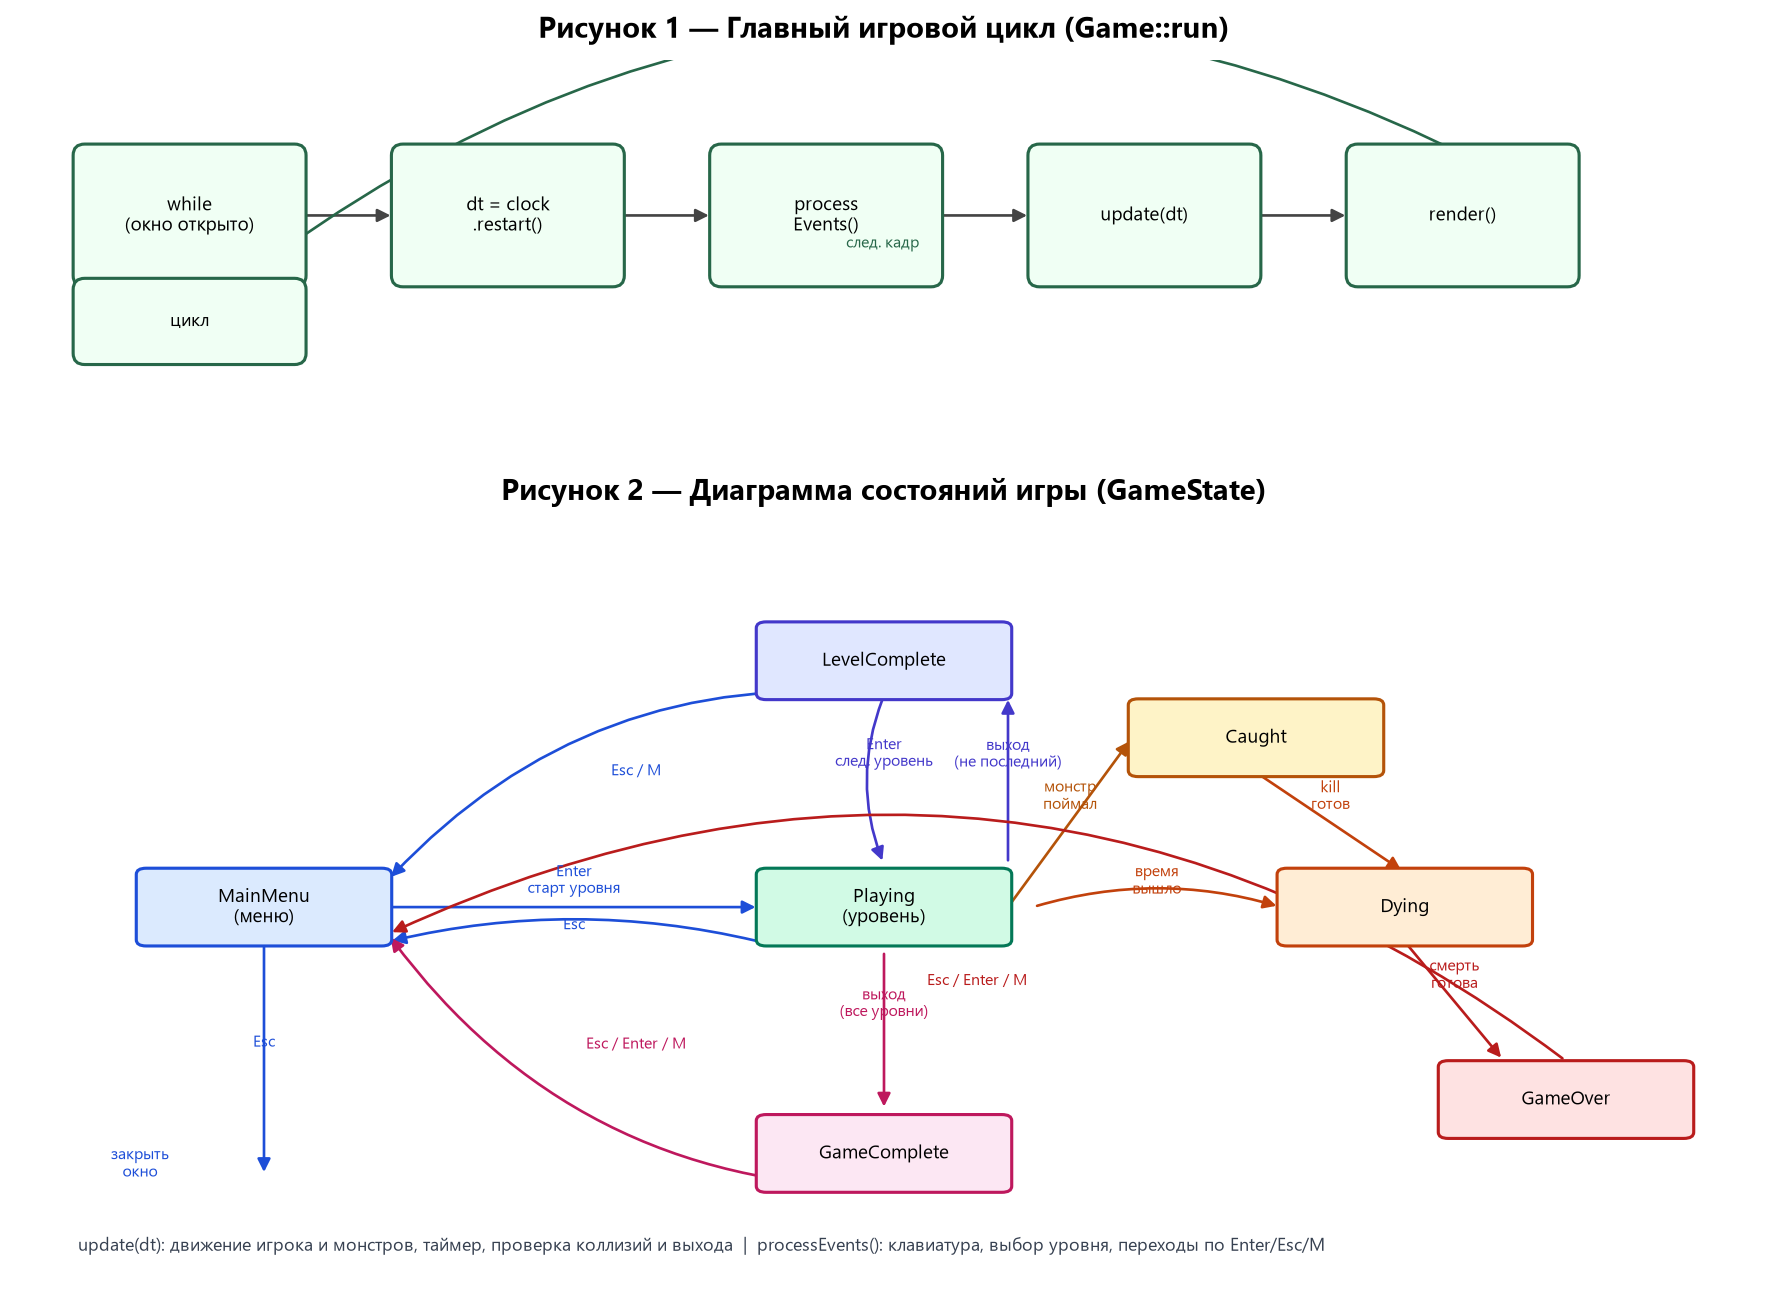 Рисунок 1 — Главный игровой цикл (Game::run)
while
(окно открыто)
dt = clock
.restart()
process
Events()
след. кадр
update(dt)
render()
цикл
Рисунок 2 — Диаграмма состояний игры (GameState)
LevelComplete
Caught
Enter
след. уровень
выход
(не последний)
Esc / M
монстр
поймал
kill
готов
MainMenu
(меню)
Enter
старт уровня
Esc
Playing
(уровень)
время
вышло
Dying
Esc / Enter / M
смерть
готова
выход
(все уровни)
Esc
Esc / Enter / M
GameOver
GameComplete
закрыть
окно
update(dt): движение игрока и монстров, таймер, проверка коллизий и выхода | processEvents(): клавиатура, выбор уровня, переходы по Enter/Esc/M